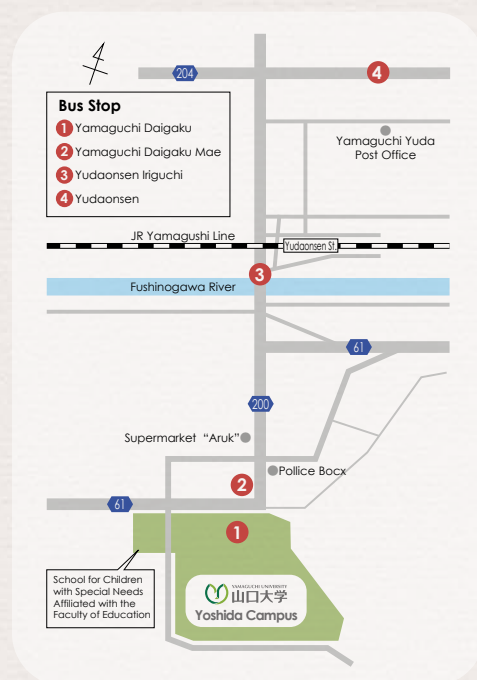 204
4
Bus Stop
1 Yamaguchi Daigaku
2 Yamaguchi Daigaku Mae
3 Yudaonsen Iriguchi
4 Yudaonsen
Yamaguchi Yuda
Post Office
JR Yamagushi Line
Yudaonsen St.
3
Fushinogawa River
61
200
Supermarket “Aruk”
Pollice Bocx
2
61
1
School for Children
with Special Needs
Affiliated with the
Faculty of Education
YAMAGUCHI UNIVERSITY
山口大学
Yoshida Campus